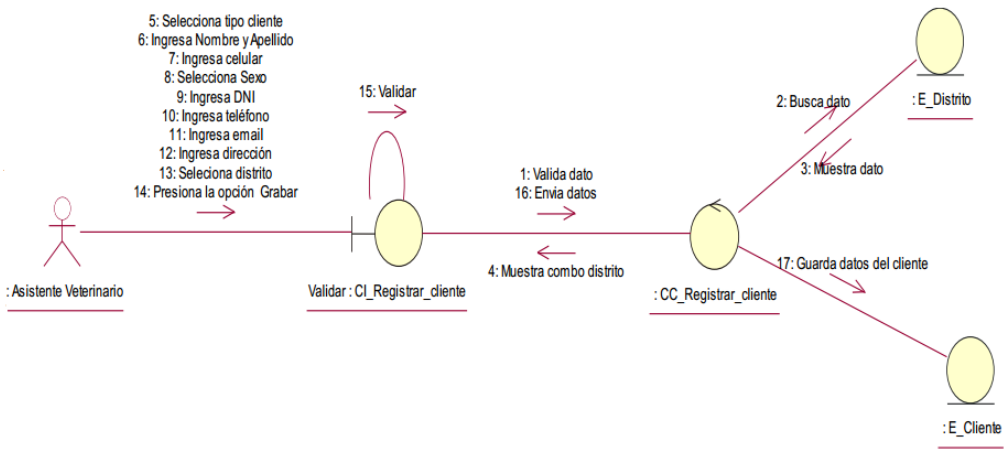 5: Selecciona tipo cliente
6: Ingresa Nombre y Apellido
7: Ingresa celular
8: Selecciona Sexo
9: Ingresa DNI
10: Ingresa teléfono
11: Ingresa email
12: Ingresa dirección
13: Seleciona distrito
14: Presiona la opción Grabar
: Asistente Veterinario
15: Validar
Validar : CI_Registrar_cliente
1: Valida dato
16: Envia datos
4: Muestra combo distrito
: CC_Registrar_cliente
2: Busca dato
3: Muestra dato
: E_Distrito
17: Guarda datos del cliente
: E_Cliente